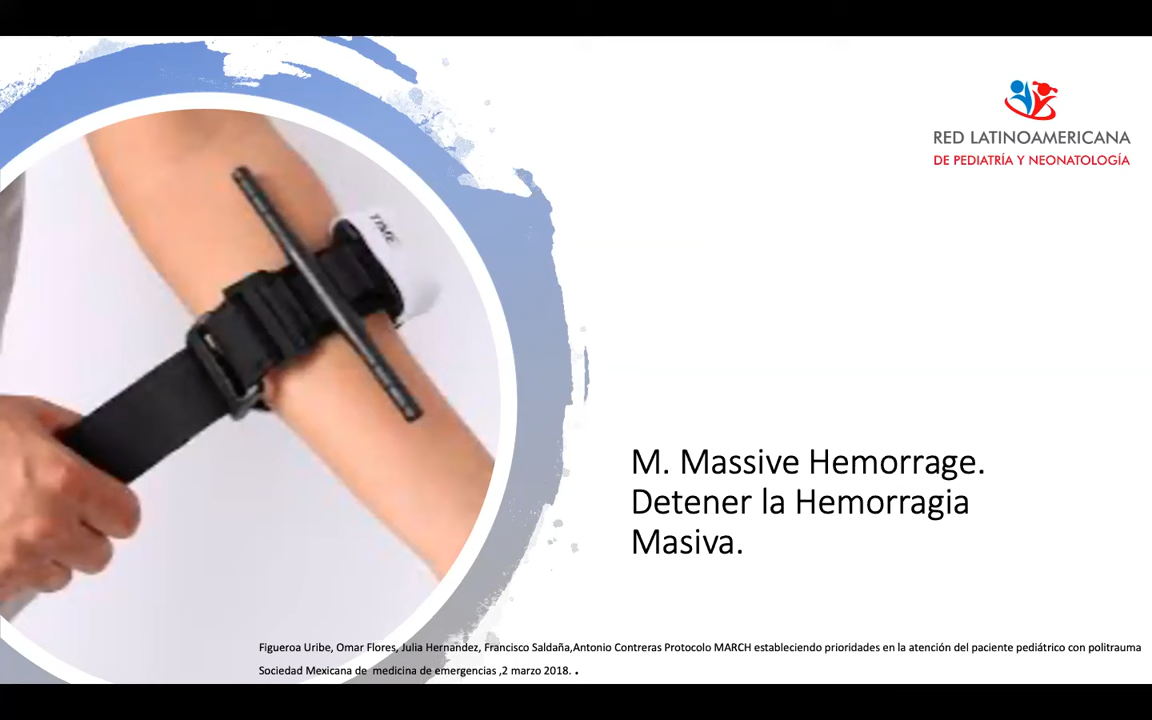 TIME
RED LATINOAMERICANA
DE PEDIATRÍA Y NEONATOLOGÍA
M. Massive Hemorrage.
Detener la Hemorragia
Masiva.
Figueroa Uribe, Omar Flores, Julia Hernandez, Francisco Saldaña,Antonio Contreras Protocolo MARCH estableciendo prioridades en la atención del paciente pediátrico con politrauma
Sociedad Mexicana de medicina de emergencias ,2 marzo 2018. .